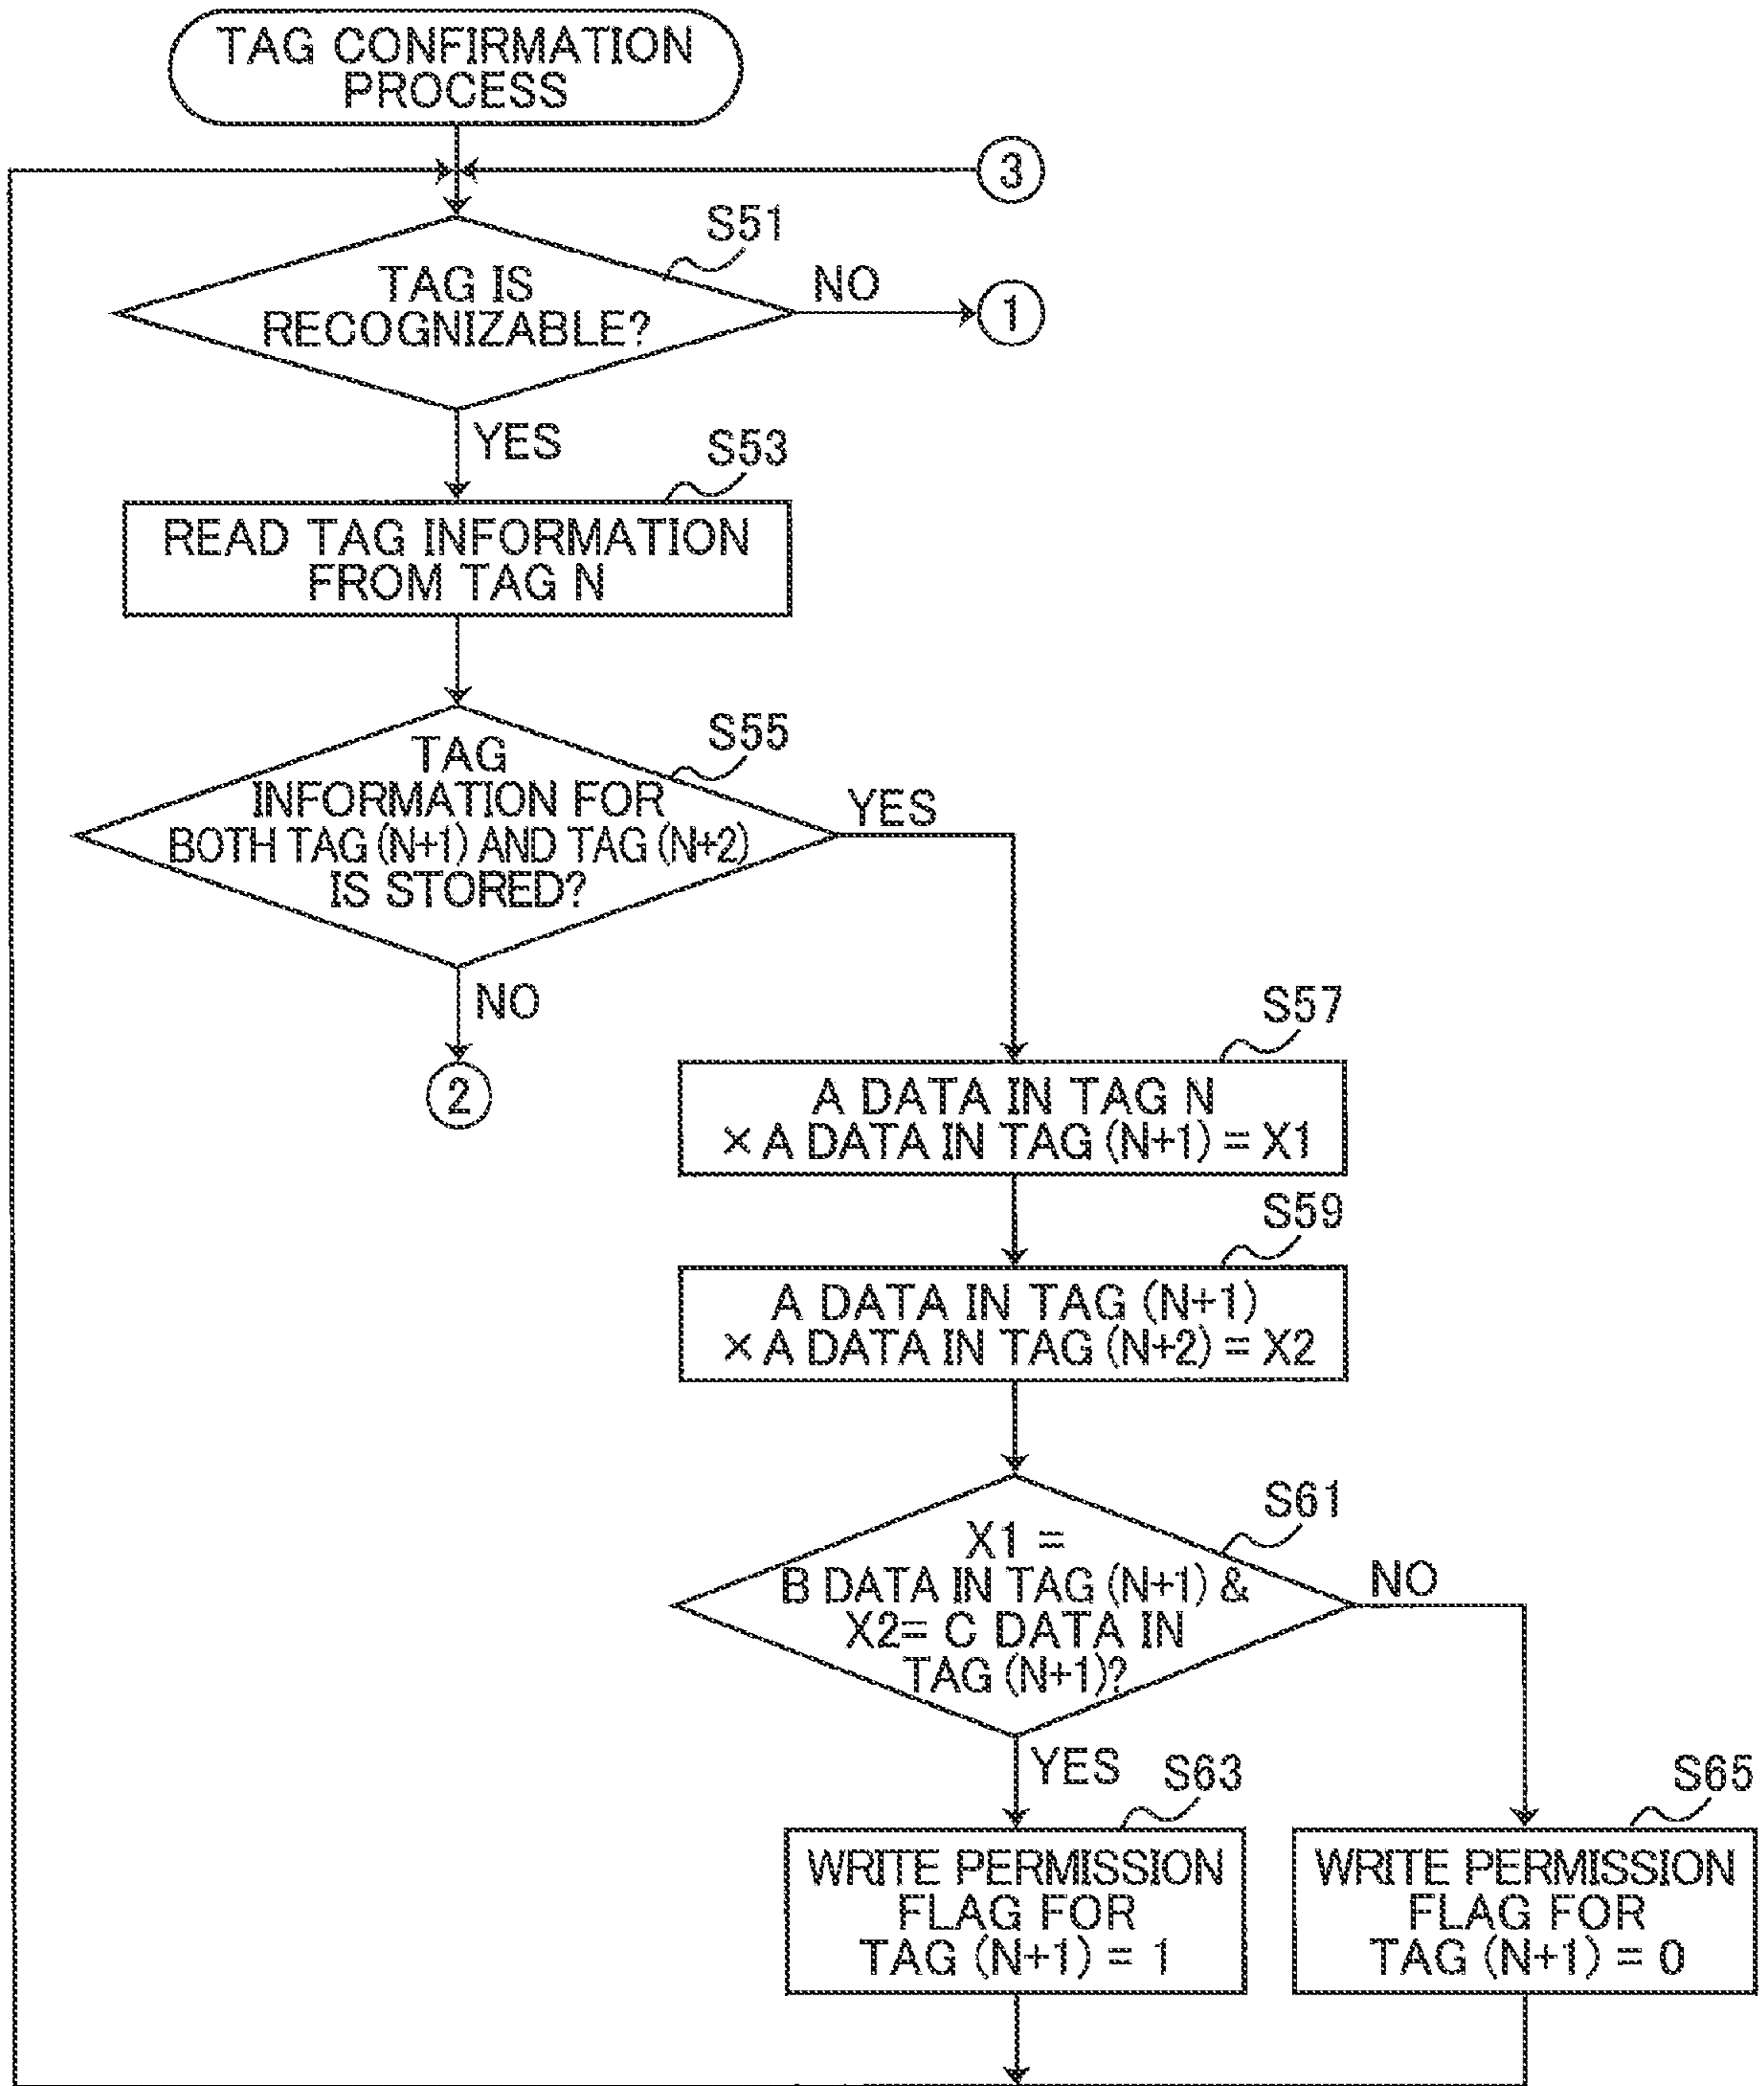 TAG CONFIRMATION
PROCESS
3
S51
TAG IS
RECOGNIZABLE?
NO
1
YES
S53
READ TAG INFORMATION
FROM TAG N
S55
TAG
INFORMATION FOR
BOTH TAG (N+1) AND TAG (N+2)
IS STORED?
YES
NO
2
S57
A DATA IN TAG N
× A DATA IN TAG (N+1) = X1
S59
A DATA IN TAG (N+1)
× A DATA IN TAG (N+2) = X2
S61
X1 =
B DATA IN TAG (N+1) &
X2= C DATA IN
TAG (N+1)?
NO
YES
S63
WRITE PERMISSION
FLAG FOR
TAG (N+1) = 1
S65
WRITE PERMISSION
FLAG FOR
TAG (N+1) = 0